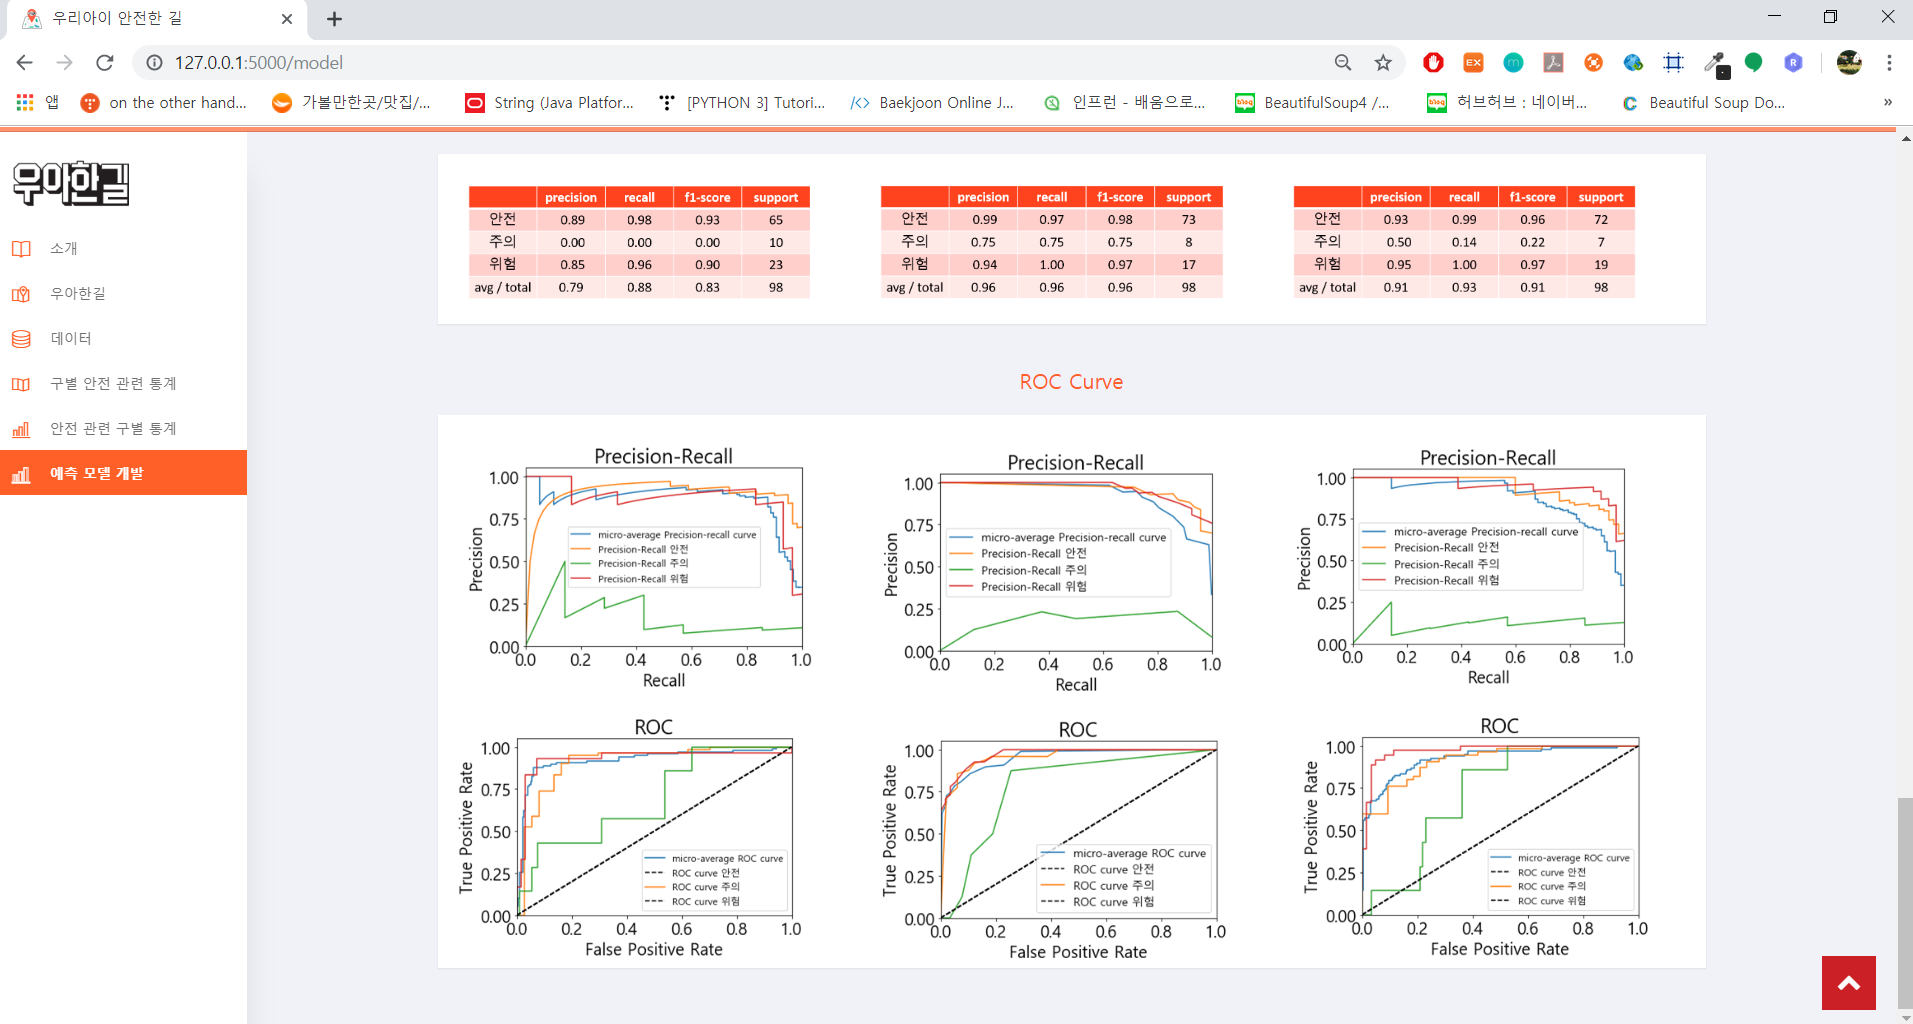 우리아이 안전한 길
127.0.0.1:5000/model
앱
on the other hand...
가볼만한곳/맛집/...
String (Java Platfor...
[PYTHON 3] Tutori...
Baekjoon Online J...
인프런 - 배움으로...
BeautifulSoup4 /...
허브허브 : 네이버...
Beautiful Soup Do...
»
우아한길
소개
우아한길
데이터
구별 안전 관련 통계
안전 관련 구별 통계
예측 모델 개발
precision recall f1-score support
안전 0.89 0.98 0.93 65
주의 0.00 0.00 0.00 10
위험 0.85 0.96 0.90 23
avg / total 0.79 0.88 0.83 98
precision recall f1-score support
안전 0.99 0.97 0.98 73
주의 0.75 0.75 0.75 8
위험 0.94 1.00 0.97 17
avg / total 0.96 0.96 0.96 98
precision recall f1-score support
안전 0.93 0.99 0.96 72
주의 0.50 0.14 0.22 7
위험 0.95 1.00 0.97 19
avg / total 0.91 0.93 0.91 98
ROC Curve
Precision-Recall
1.00
0.75
0.50
0.25
0.00
Precision
micro-average Precision-recall curve
Precision-Recall 안전
Precision-Recall 주의
Precision-Recall 위험
0.0 0.2 0.4 0.6 0.8 1.0
Recall
Precision-Recall
1.00
0.75
0.50
0.25
0.00
Precision
micro-average Precision-recall curve
Precision-Recall 안전
Precision-Recall 주의
Precision-Recall 위험
0.0 0.2 0.4 0.6 0.8 1.0
Recall
Precision-Recall
1.00
0.75
0.50
0.25
0.00
Precision
micro-average Precision-recall curve
Precision-Recall 안전
Precision-Recall 주의
Precision-Recall 위험
0.0 0.2 0.4 0.6 0.8 1.0
Recall
ROC
1.00
0.75
0.50
0.25
0.00
True Positive Rate
micro-average ROC curve
ROC curve 안전
ROC curve 주의
ROC curve 위험
0.0 0.2 0.4 0.6 0.8 1.0
False Positive Rate
ROC
1.00
0.75
0.50
0.25
0.00
True Positive Rate
micro-average ROC curve
ROC curve 안전
ROC curve 주의
ROC curve 위험
0.0 0.2 0.4 0.6 0.8 1.0
False Positive Rate
ROC
1.00
0.75
0.50
0.25
0.00
True Positive Rate
micro-average ROC curve
ROC curve 안전
ROC curve 주의
ROC curve 위험
0.0 0.2 0.4 0.6 0.8 1.0
False Positive Rate